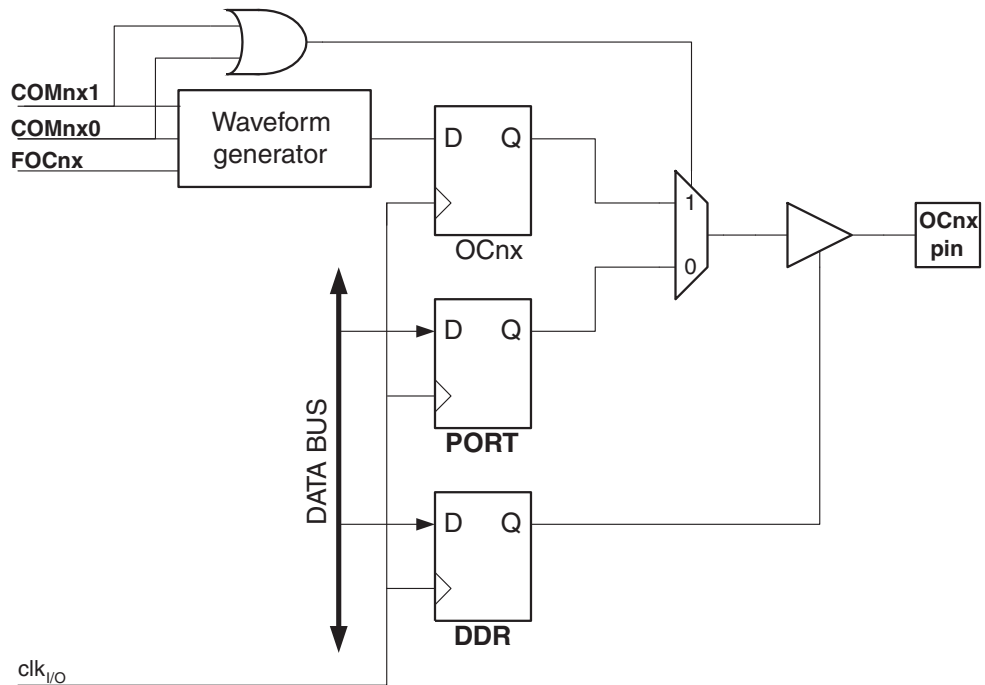 COMnx1
COMnx0
FOCnx
Waveform
generator
D Q
OCnx
1
0
OCnx
pin
D Q
PORT
DATA BUS
D Q
DDR
clkI/O